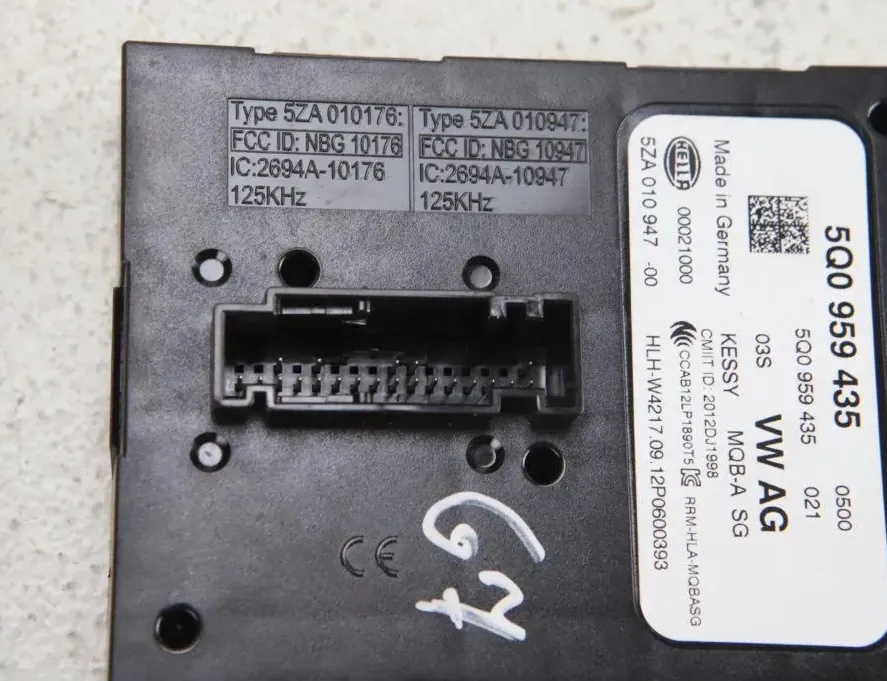 Type 5ZA 010176:
FCC ID: NBG 10176
IC:2694A-10176
125KHz
Type 5ZA 010947:
FCC ID: NBG 10947
IC:2694A-10947
125KHz
5Q0 959 435
5Q0 959 435 0500
03S 021
VW AG
KESSY MQB-A SG
Made in Germany
CMIIT ID: 2012DJ1998
CCAB12LP1890T5 RRM-HLA-MQBASG
HELLA 00021000
5ZA 010 947 -00
HLH-W4217.09.12P0600393
CE
G7